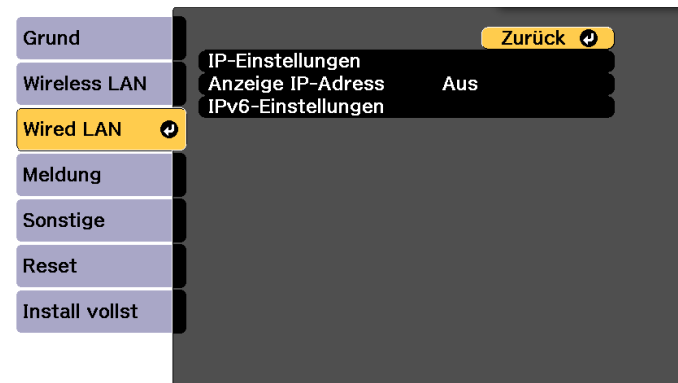 Grund
Wireless LAN
Wired LAN
Meldung
Sonstige
Reset
Install vollst
Zurück
IP-Einstellungen
Anzeige IP-Adress Aus
IPv6-Einstellungen